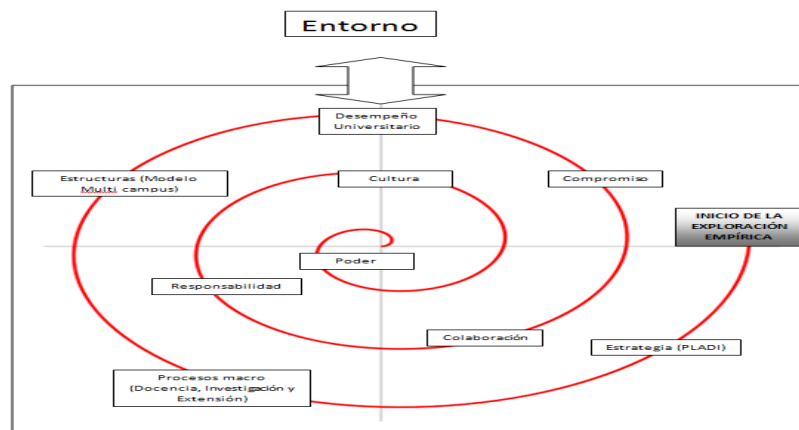 Entorno
Desempeño
Universitario
Estructuras (Modelo
Multi campus)
Cultura
Compromiso
INICIO DE LA
EXPLORACIÓN
EMPÍRICA
Poder
Responsabilidad
Colaboración
Estrategia (PLADI)
Procesos macro
(Docencia, Investigación y
Extensión)